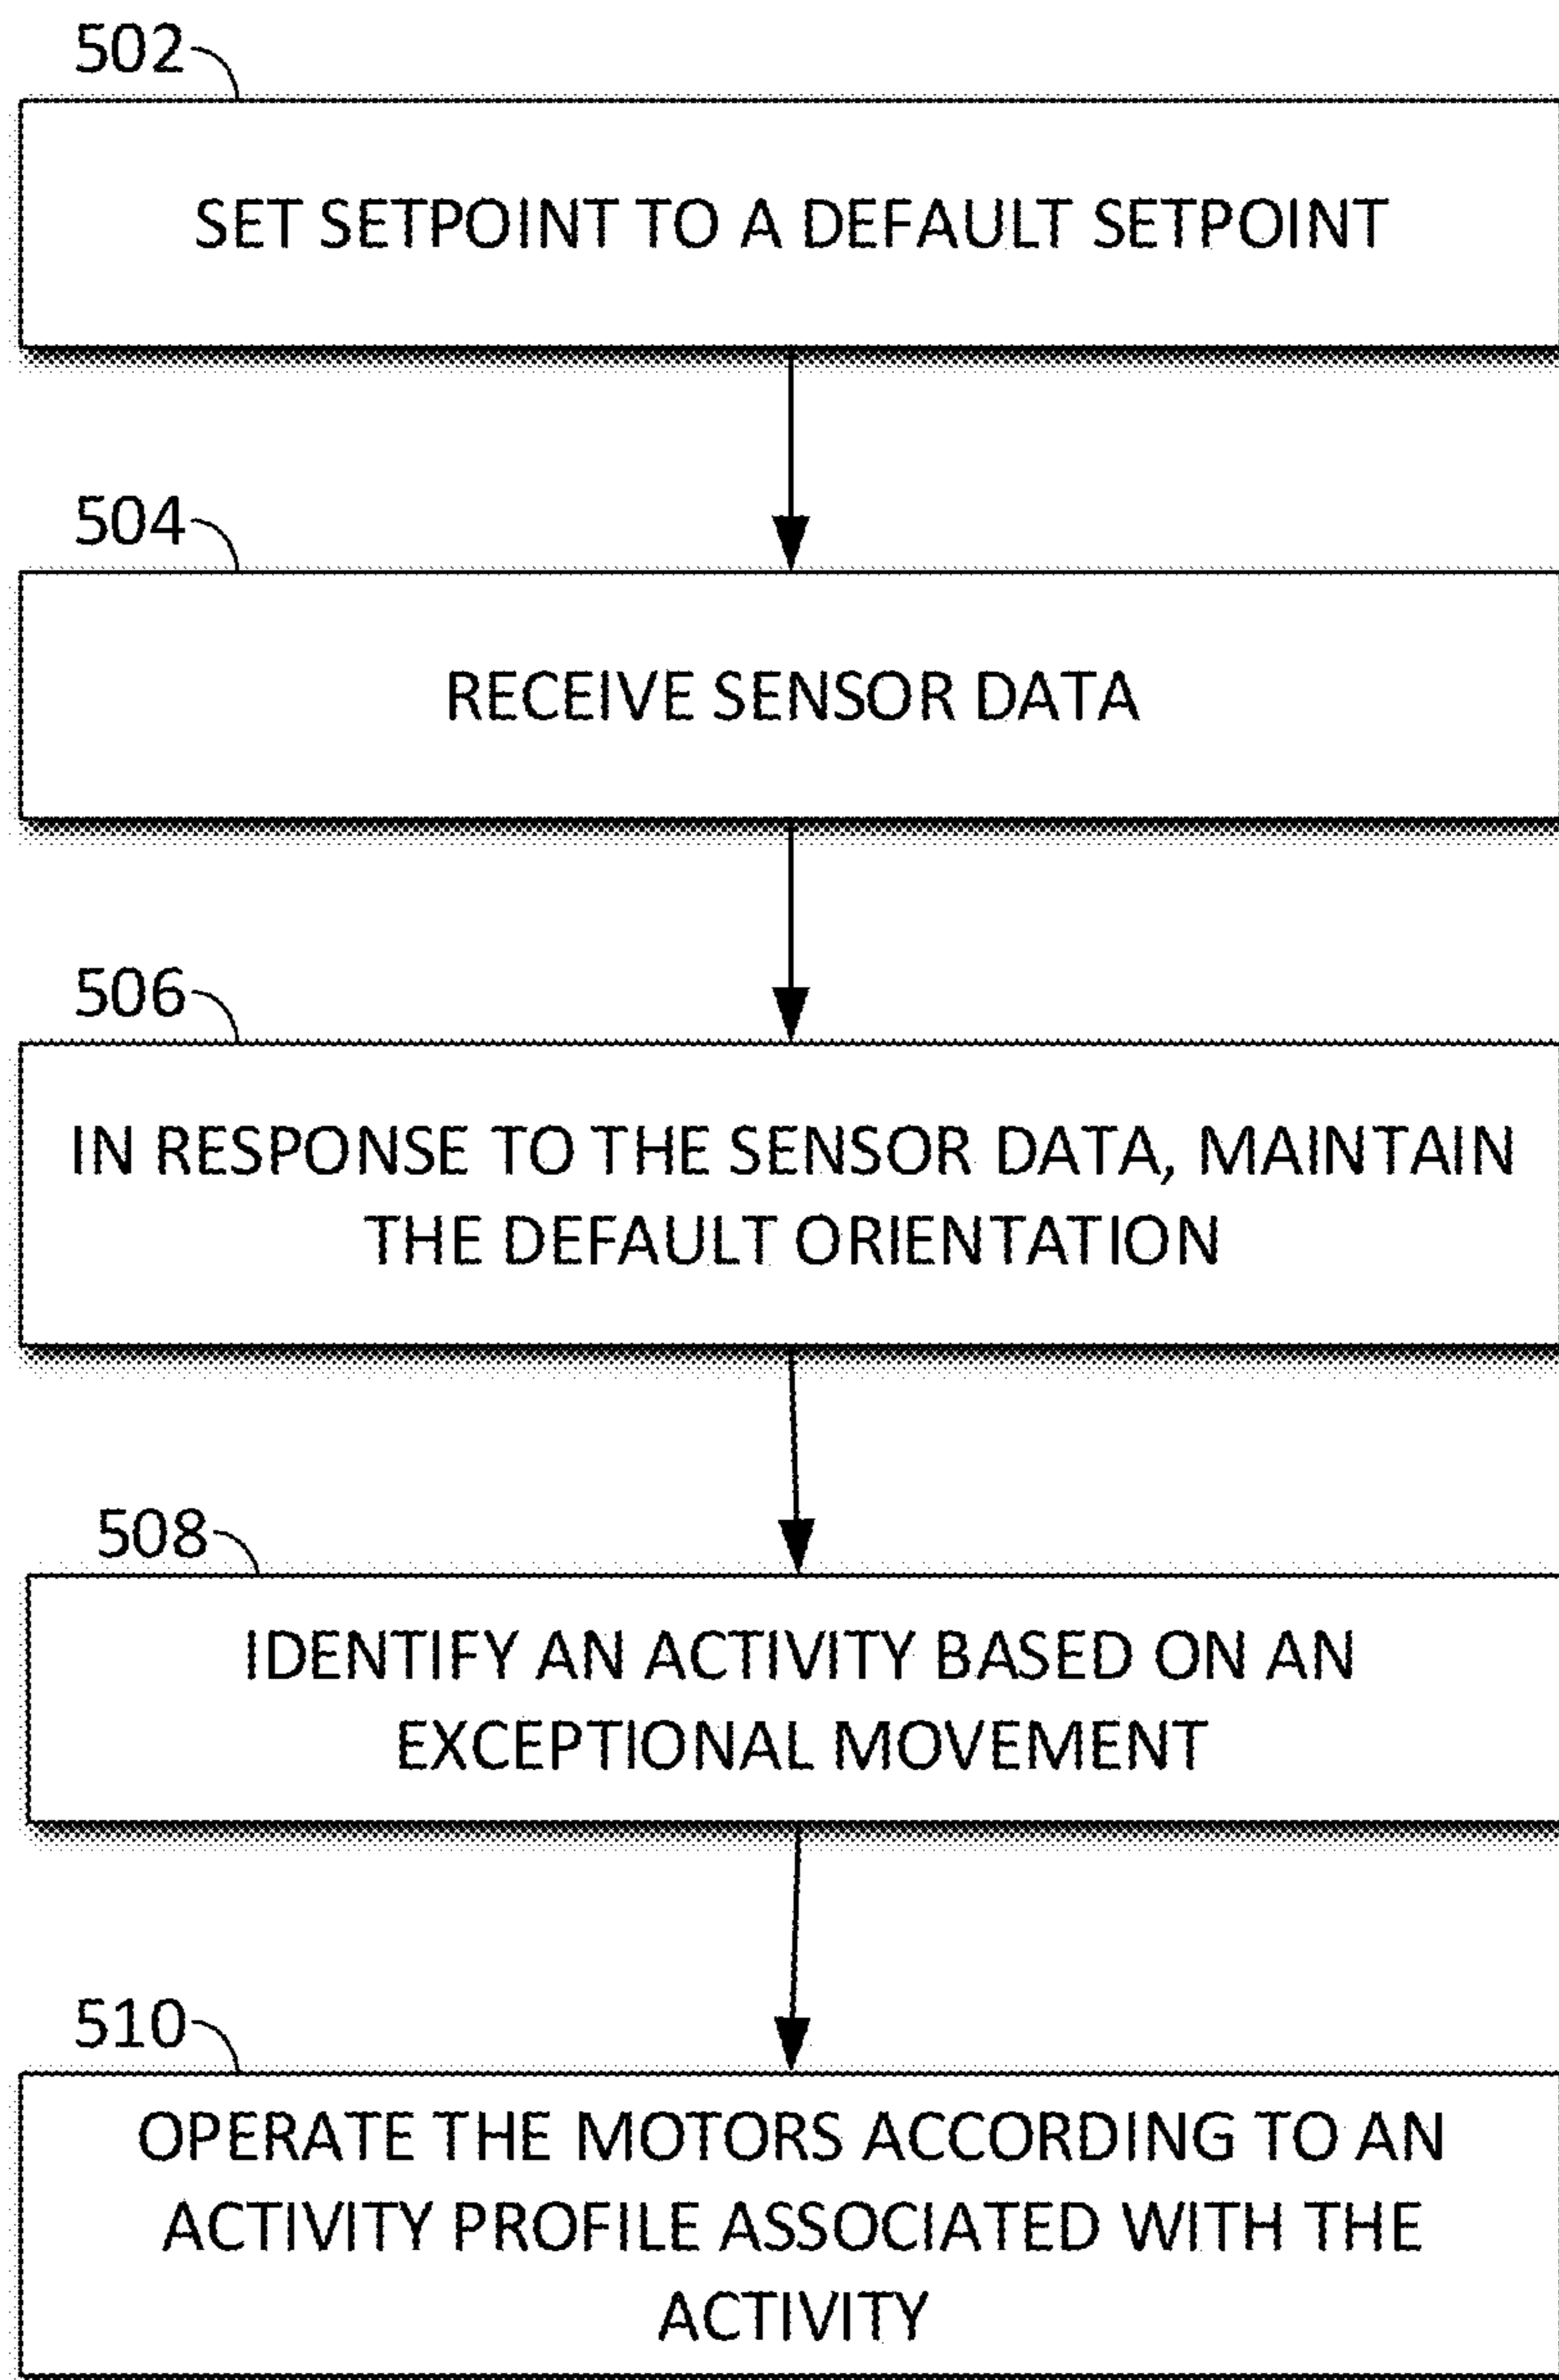 502
SET SETPOINT TO A DEFAULT SETPOINT
504
RECEIVE SENSOR DATA
506
IN RESPONSE TO THE SENSOR DATA, MAINTAIN
THE DEFAULT ORIENTATION
508
IDENTIFY AN ACTIVITY BASED ON AN
EXCEPTIONAL MOVEMENT
510
OPERATE THE MOTORS ACCORDING TO AN
ACTIVITY PROFILE ASSOCIATED WITH THE
ACTIVITY